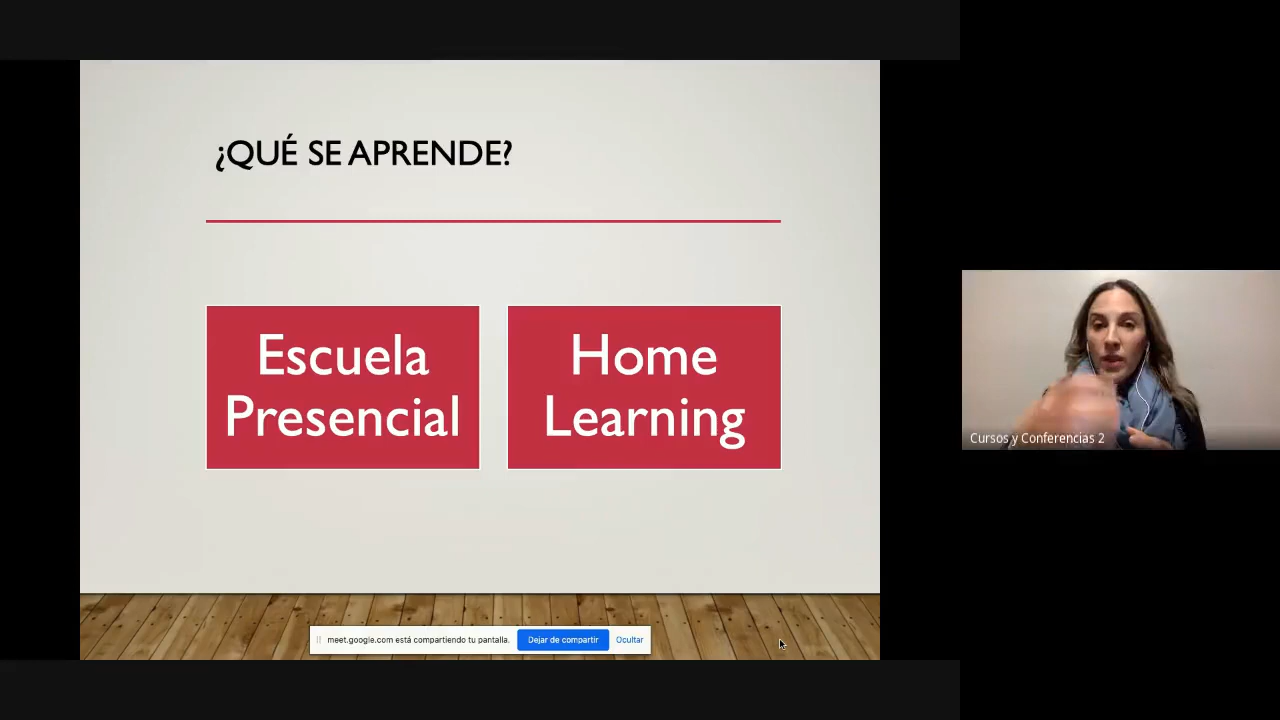 ¿QUÉ SE APRENDE?
Escuela
Presencial
Home
Learning
Cursos y Conferencias 2
meet.google.com está compartiendo tu pantalla.
Dejar de compartir
Ocultar